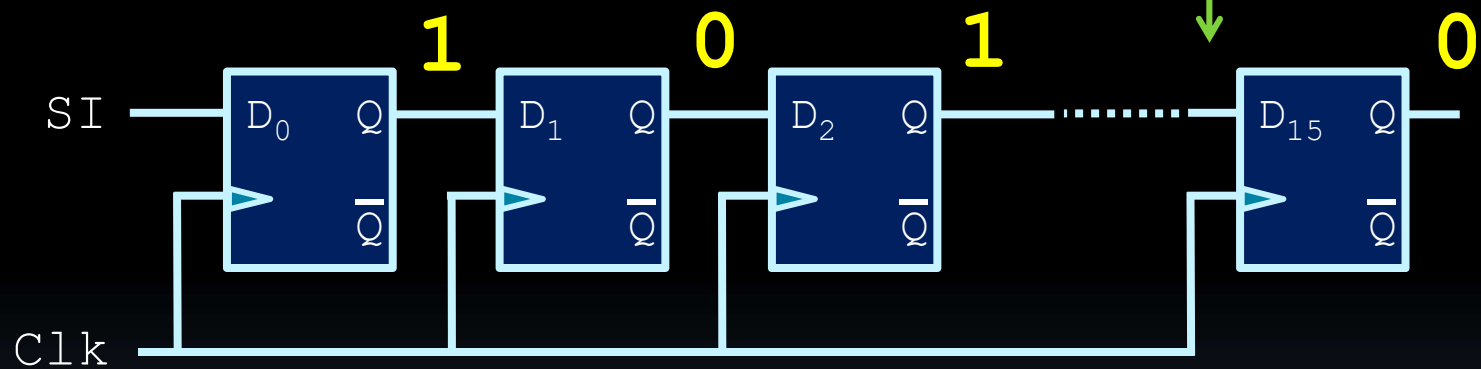 1 0 1 0
SI D₀ Q D₁ Q D₂ Q D₁₅ Q
Q̅ Q̅ Q̅ Q̅
Clk